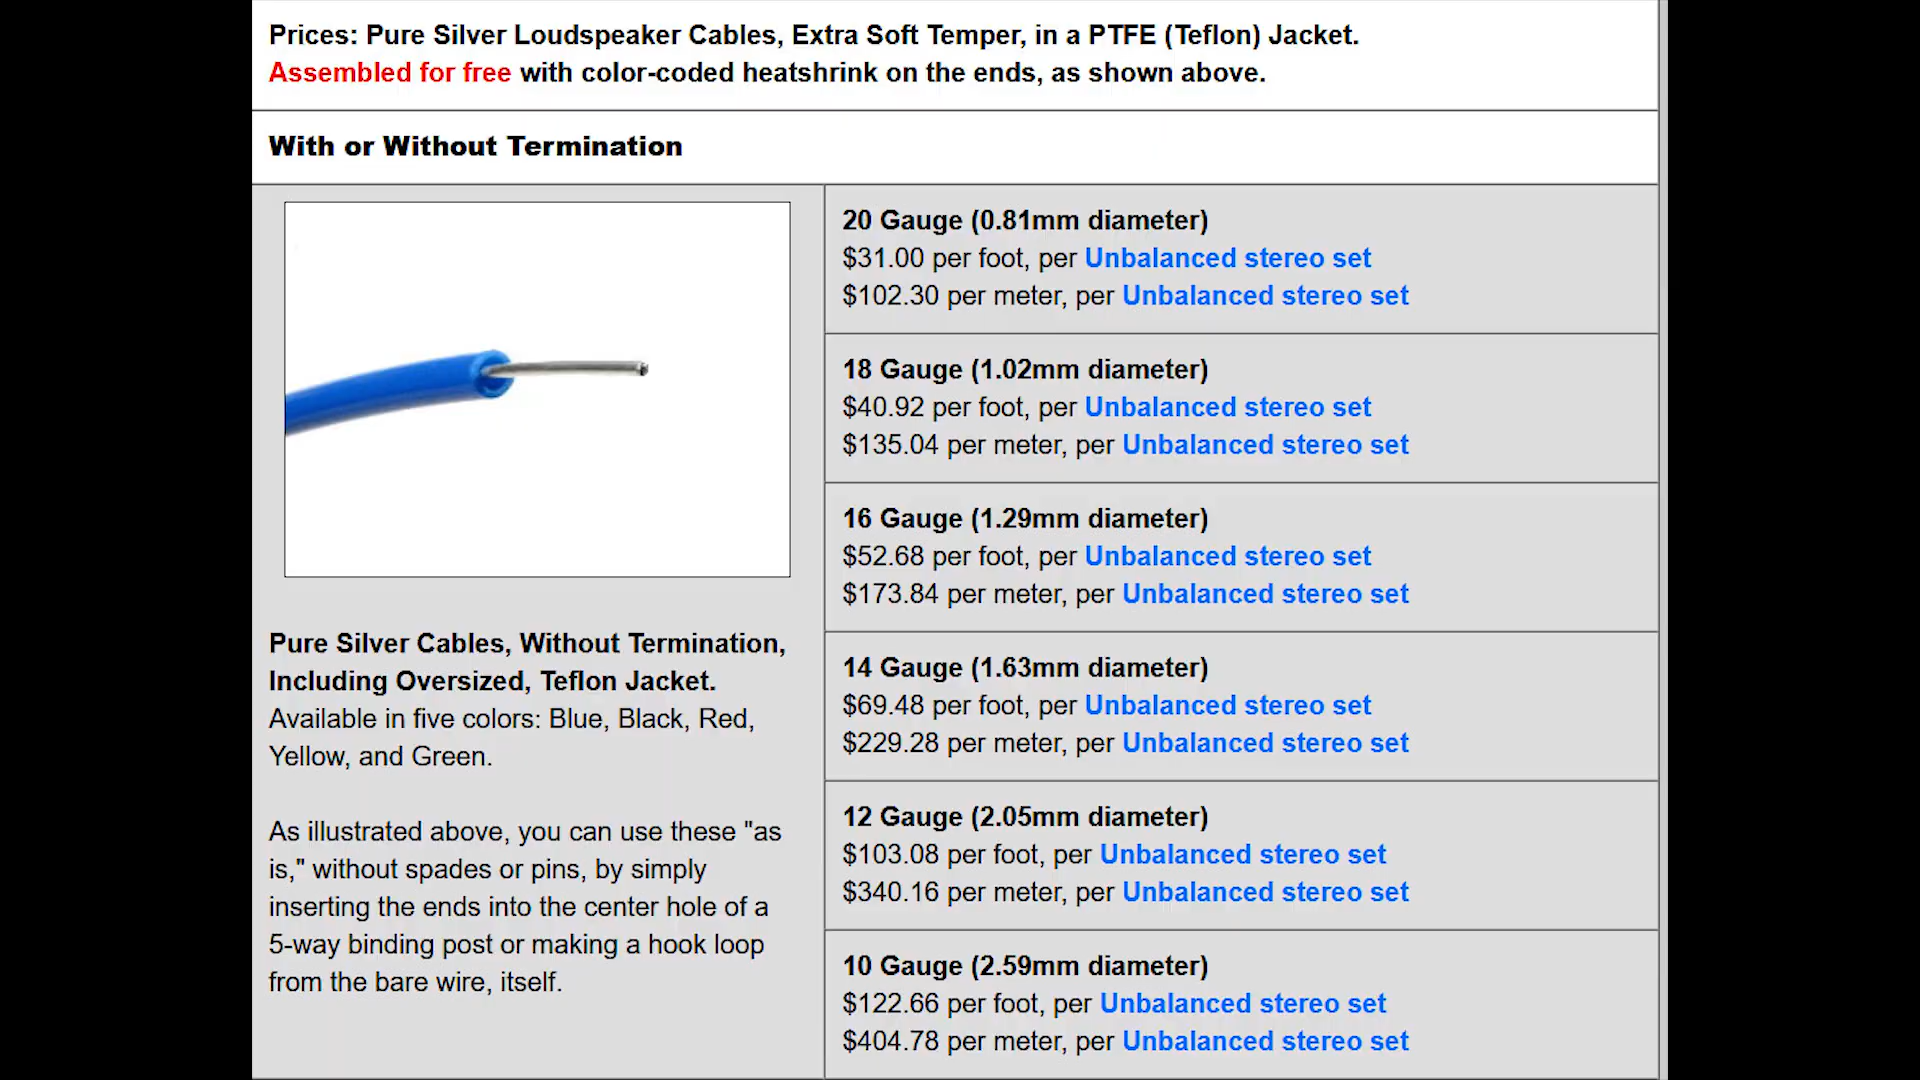 Prices: Pure Silver Loudspeaker Cables, Extra Soft Temper, in a PTFE (Teflon) Jacket.
Assembled for free with color-coded heatshrink on the ends, as shown above.
With or Without Termination
Pure Silver Cables, Without Termination,
Including Oversized, Teflon Jacket.
Available in five colors: Blue, Black, Red,
Yellow, and Green.
As illustrated above, you can use these "as
is," without spades or pins, by simply
inserting the ends into the center hole of a
5-way binding post or making a hook loop
from the bare wire, itself.
20 Gauge (0.81mm diameter)
$31.00 per foot, per Unbalanced stereo set
$102.30 per meter, per Unbalanced stereo set
18 Gauge (1.02mm diameter)
$40.92 per foot, per Unbalanced stereo set
$135.04 per meter, per Unbalanced stereo set
16 Gauge (1.29mm diameter)
$52.68 per foot, per Unbalanced stereo set
$173.84 per meter, per Unbalanced stereo set
14 Gauge (1.63mm diameter)
$69.48 per foot, per Unbalanced stereo set
$229.28 per meter, per Unbalanced stereo set
12 Gauge (2.05mm diameter)
$103.08 per foot, per Unbalanced stereo set
$340.16 per meter, per Unbalanced stereo set
10 Gauge (2.59mm diameter)
$122.66 per foot, per Unbalanced stereo set
$404.78 per meter, per Unbalanced stereo set